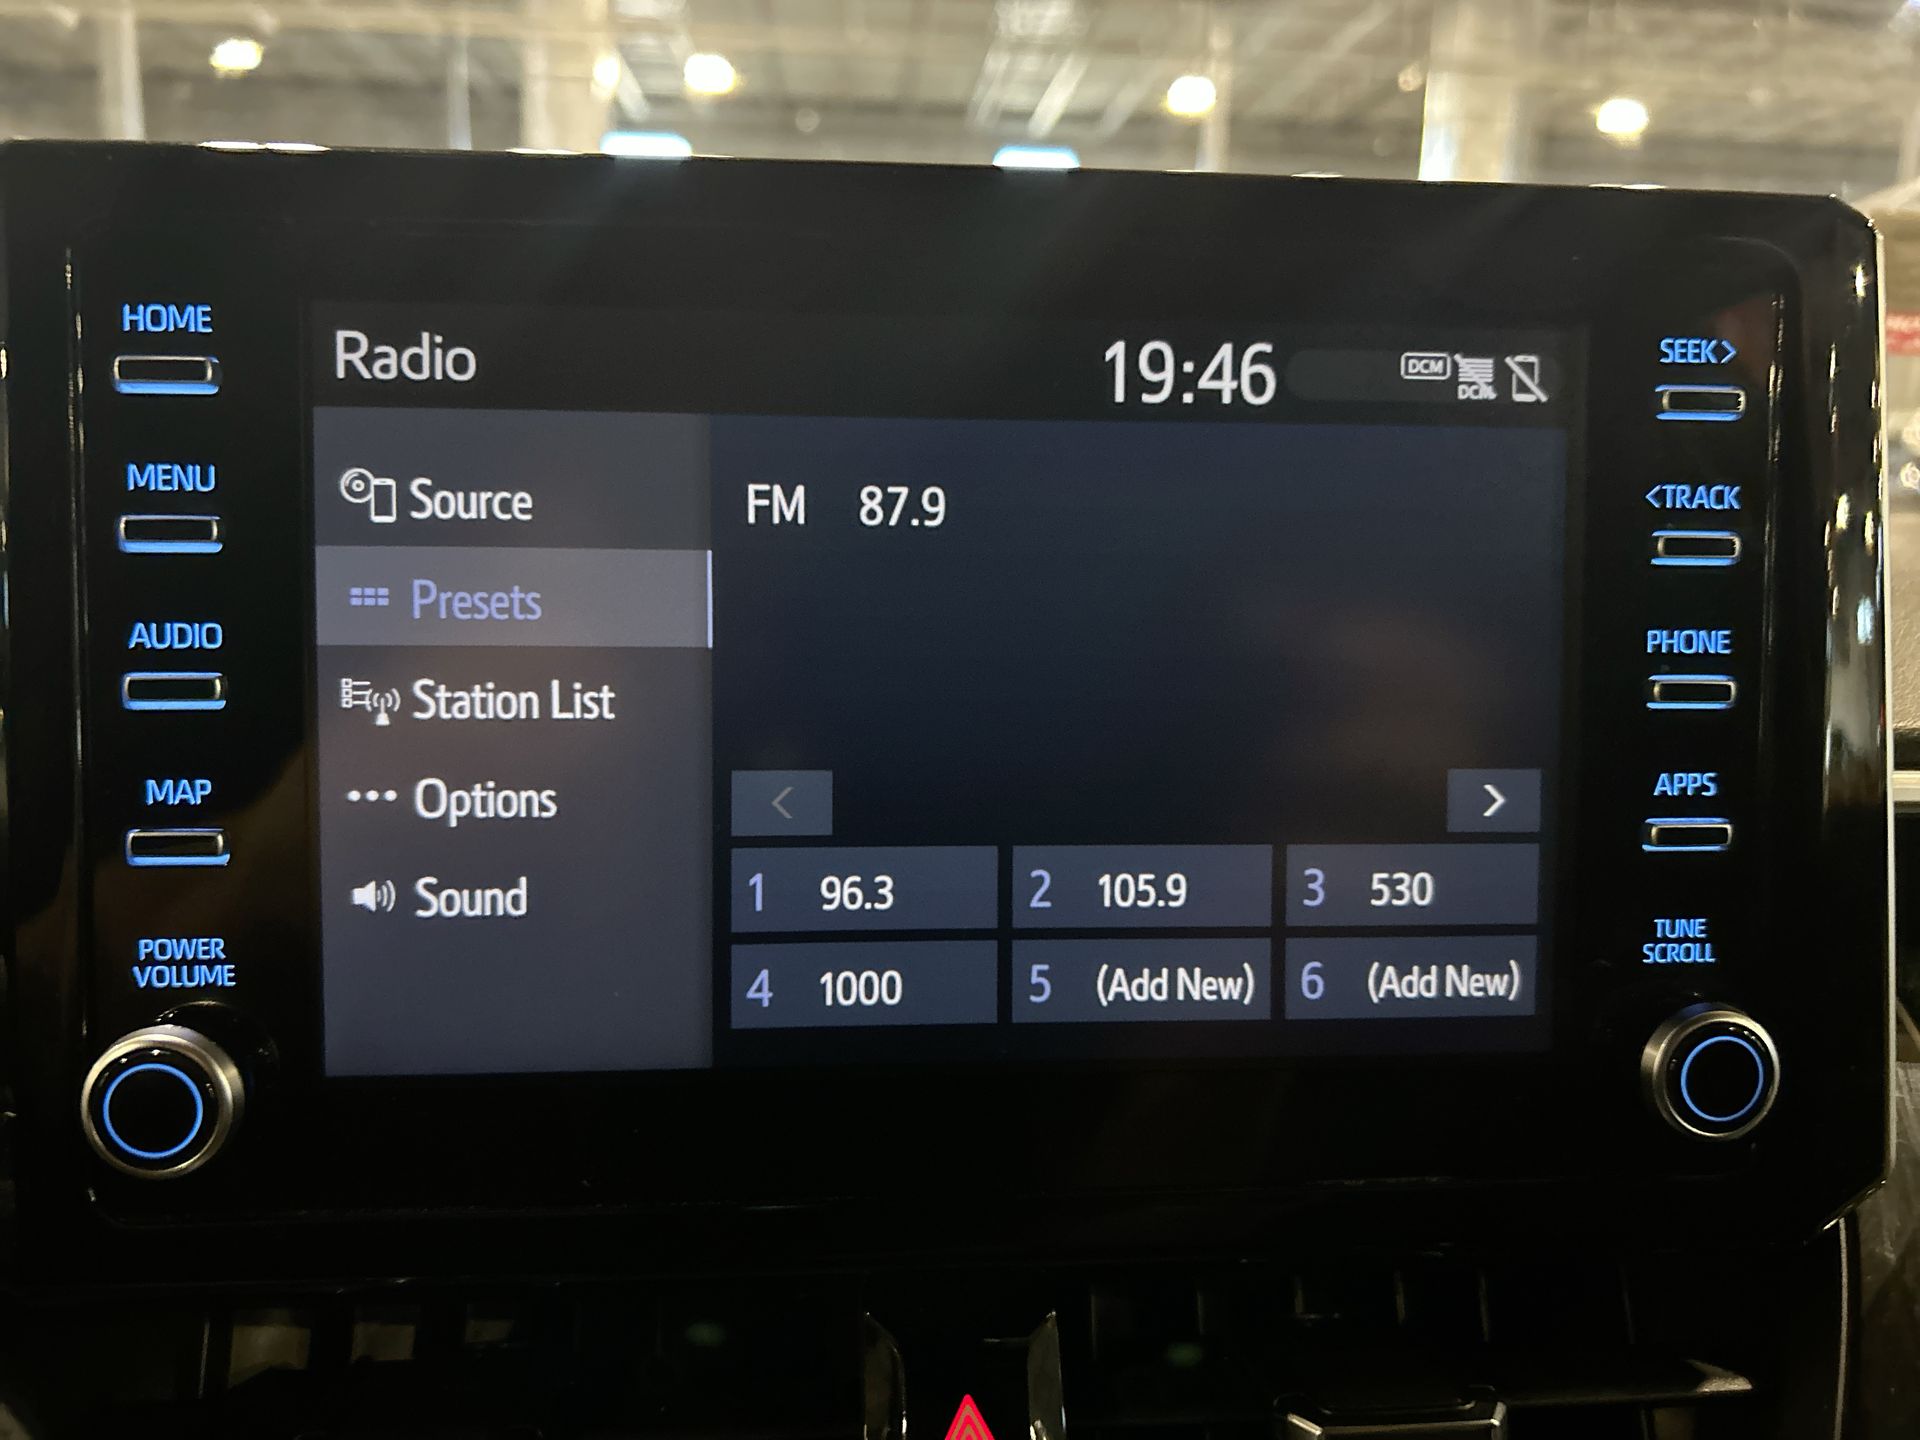 HOME
MENU
AUDIO
MAP
POWER
VOLUME
Radio
19:46
DCM
DCM
Source
Presets
Station List
Options
Sound
FM 87.9
<
>
1 96.3
2 105.9
3 530
4 1000
5 (Add New)
6 (Add New)
SEEK>
<TRACK
PHONE
APPS
TUNE
SCROLL